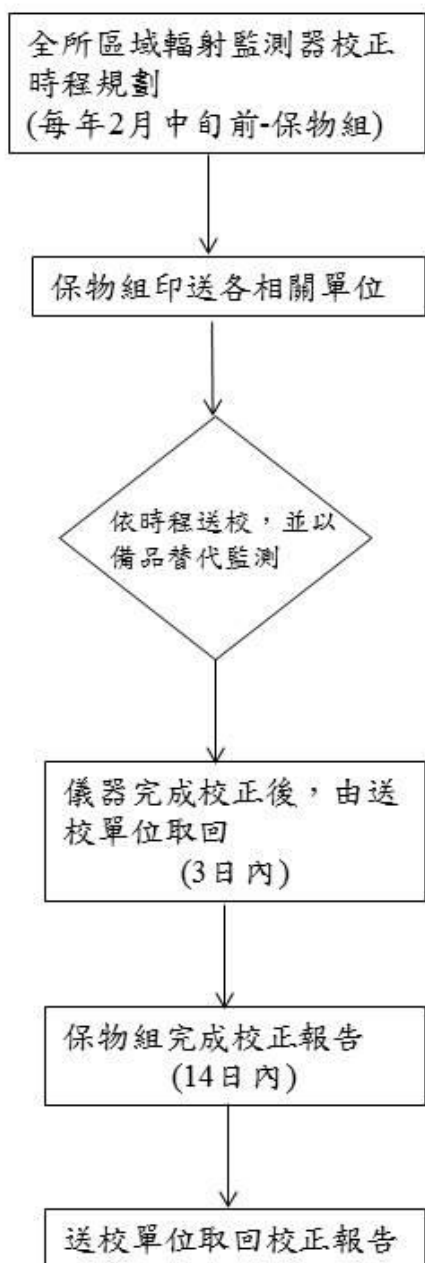 全所區域輻射監測器校正
時程規劃
(每年2月中旬前-保物組)
保物組印送各相關單位
依時程送校，並以
備品替代監測
儀器完成校正後，由送
校單位取回
(3日內)
保物組完成校正報告
(14日內)
送校單位取回校正報告